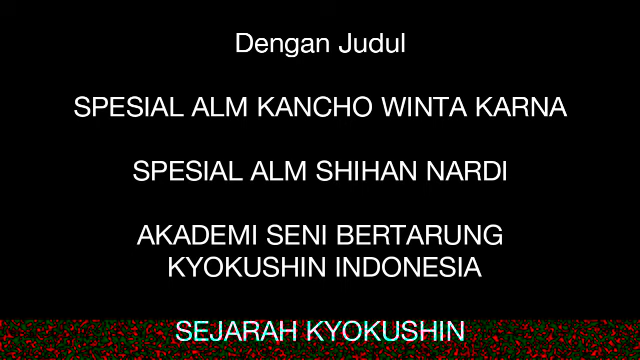 Dengan Judul
SPESIAL ALM KANCHO WINTA KARNA
SPESIAL ALM SHIHAN NARDI
AKADEMI SENI BERTARUNG
KYOKUSHIN INDONESIA
SEJARAH KYOKUSHIN